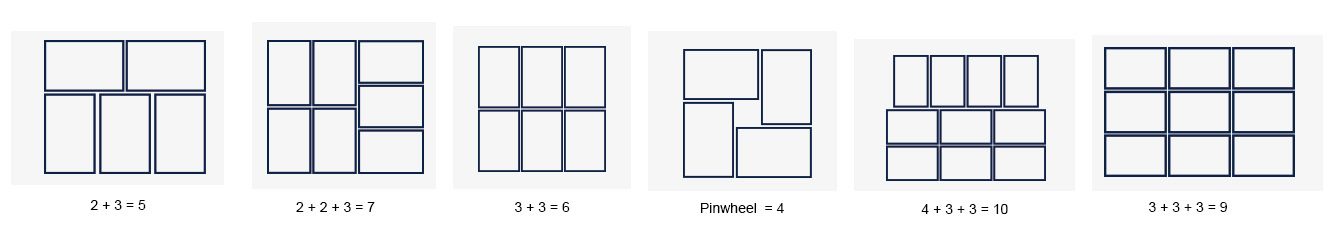 2 + 3 = 5
2 + 2 + 3 = 7
3 + 3 = 6
Pinwheel = 4
4 + 3 + 3 = 10
3 + 3 + 3 = 9